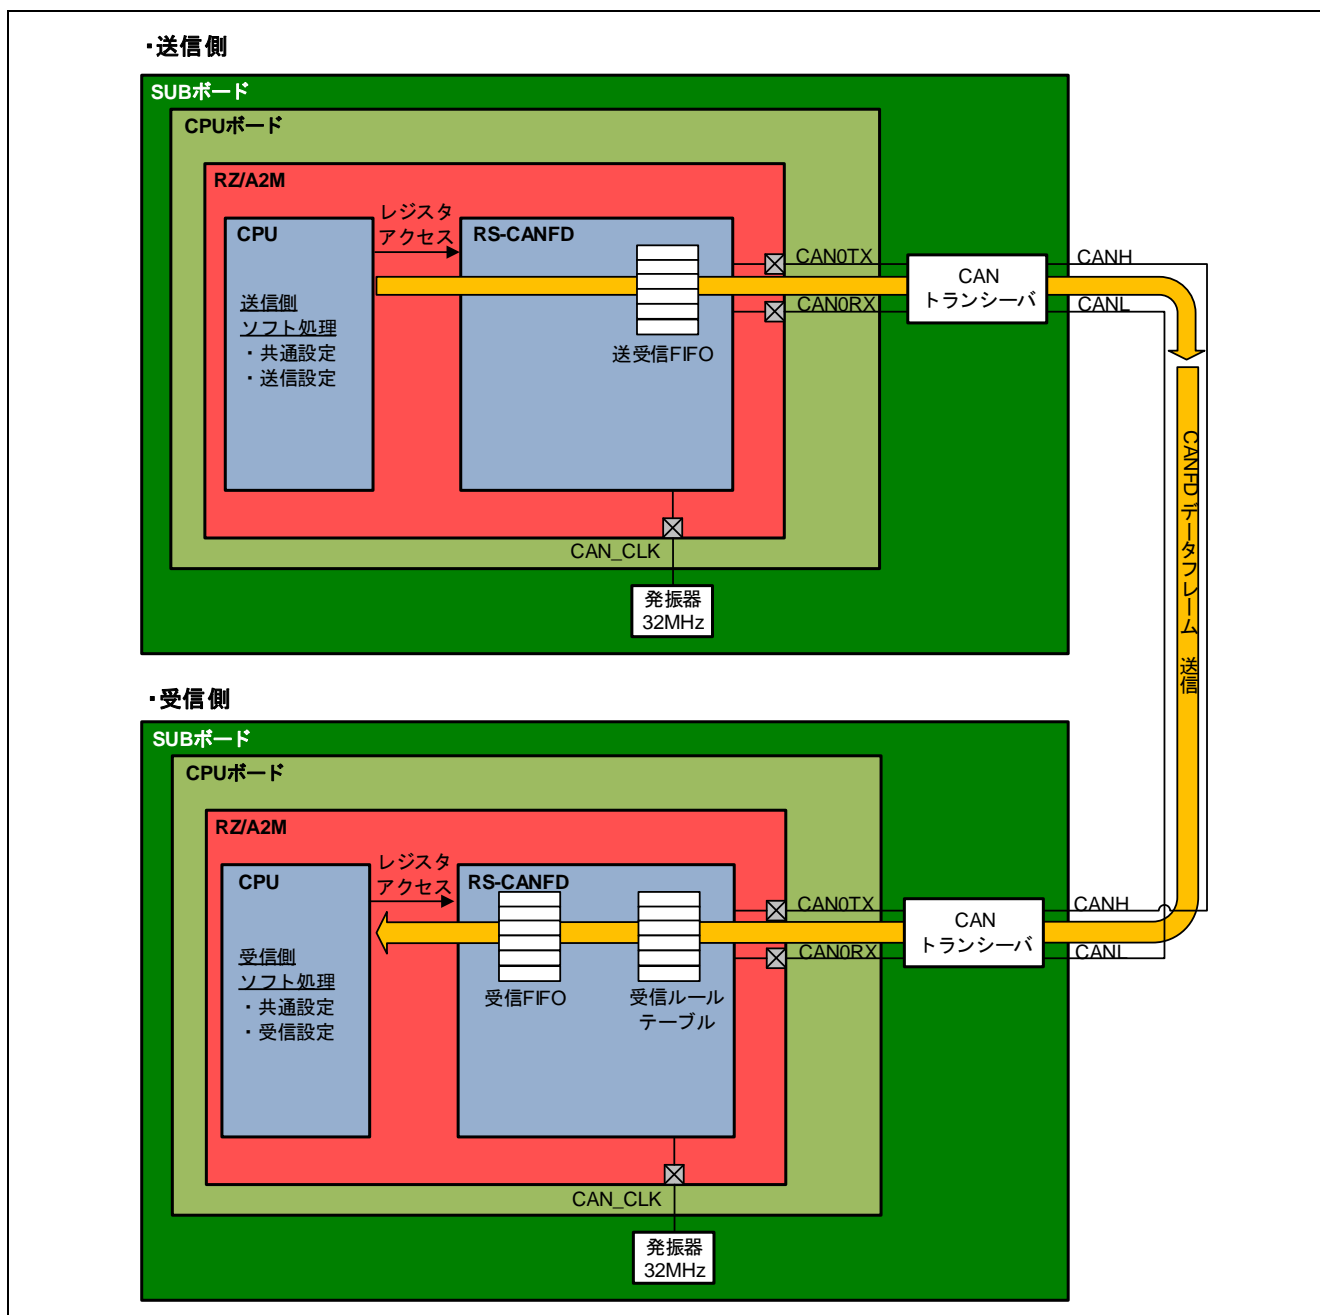 ・送信側
SUBボード
CPUボード
RZ/A2M
CPU
送信側
ソフト処理
・共通設定
・送信設定
レジスタ
アクセス
RS-CANFD
送受信FIFO
CAN0TX
CAN0RX
CAN
トランシーバ
CANH
CANL
CAN_CLK
発振器
32MHz
CANFD データフレーム 送信
・受信側
SUBボード
CPUボード
RZ/A2M
CPU
受信側
ソフト処理
・共通設定
・受信設定
レジスタ
アクセス
RS-CANFD
受信FIFO
受信ルール
テーブル
CAN0TX
CAN0RX
CAN
トランシーバ
CANH
CANL
CAN_CLK
発振器
32MHz